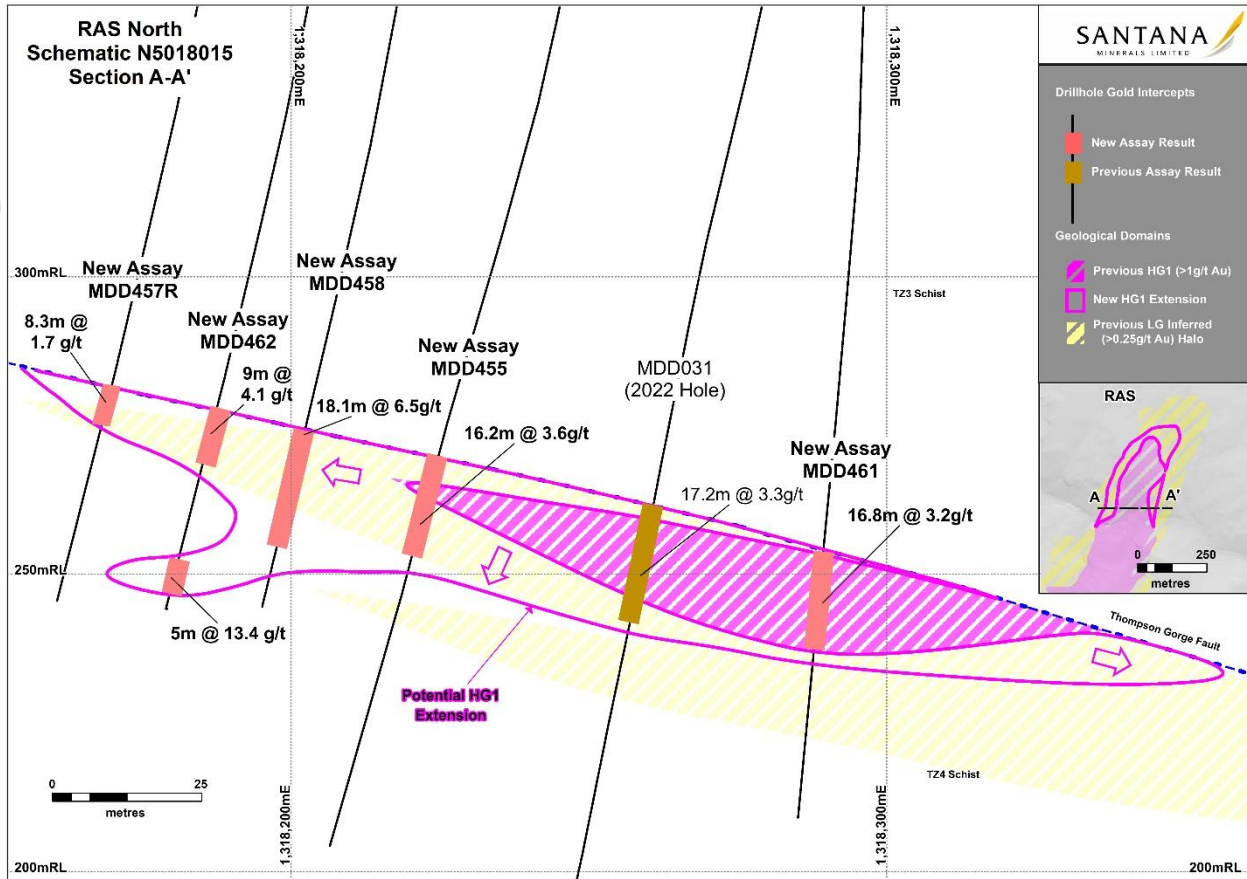 RAS North
Schematic N5018015
Section A-A'
1,318,200mE
1,318,300mE
SANTANA
MINERALS LIMITED
Drillhole Gold Intercepts
New Assay Result
Previous Assay Result
Geological Domains
Previous HG1 (>1g/t Au)
New HG1 Extension
Previous LG Inferred
(>0.25g/t Au) Halo
RAS
A
A'
0
250
metres
300mRL
TZ3 Schist
New Assay
MDD457R
8.3m @
1.7 g/t
New Assay
MDD462
9m @
4.1 g/t
New Assay
MDD458
18.1m @ 6.5g/t
New Assay
MDD455
16.2m @ 3.6g/t
MDD031
(2022 Hole)
17.2m @ 3.3g/t
New Assay
MDD461
16.8m @ 3.2g/t
250mRL
5m @ 13.4 g/t
Thompson Gorge Fault
Potential HG1
Extension
TZ4 Schist
0
25
metres
1,318,200mE
1,318,300mE
200mRL
200mRL